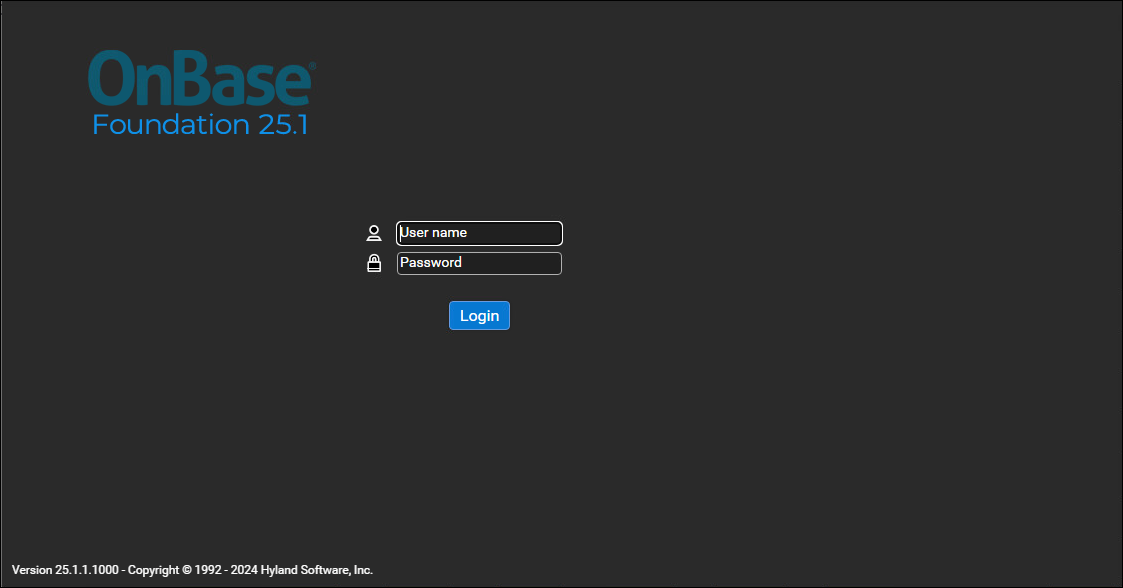 OnBase®
Foundation 25.1
User name
Password
Login
Version 25.1.1.1000 - Copyright © 1992 - 2024 Hyland Software, Inc.